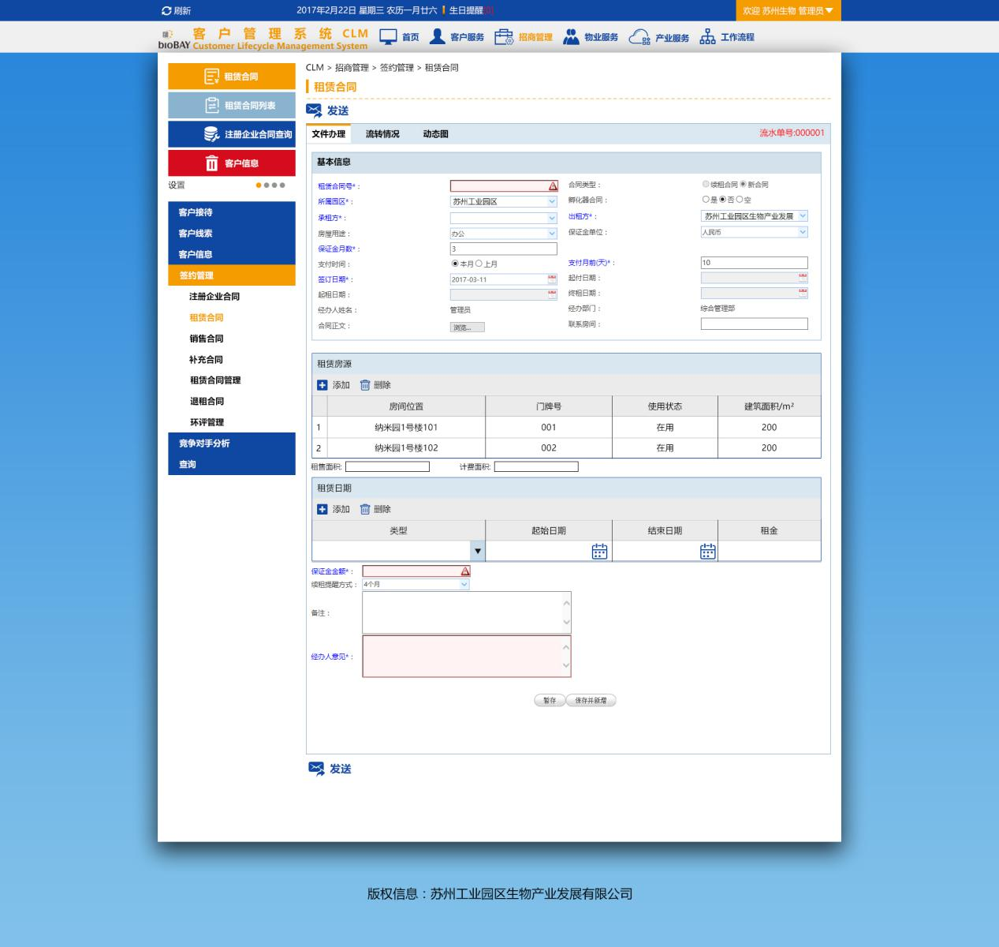 刷新
2017年2月22日 星期三 农历一月廿六 生日提醒[0]
欢迎 苏州生物 管理员
bioBAY
客户管理系统 CLM
Customer Lifecycle Management System
首页 客户服务 招商管理 物业服务 产业服务 工作流程
租赁合同
租赁合同列表
注册企业合同查询
客户信息
设置
客户接待
客户线索
客户信息
签约管理
注册企业合同
租赁合同
销售合同
补充合同
租赁合同管理
退租合同
环评管理
竞争对手分析
查询
CLM > 招商管理 > 签约管理 > 租赁合同
租赁合同
发送
文件办理 流转情况 动态图 流水单号:000001
基本信息
租赁合同号*： 合同类型： 续租合同 新合同
所属园区*： 苏州工业园区 孵化器合同： 是 否 空
承租方*： 出租方*： 苏州工业园区生物产业发展
房屋用途： 办公 保证金单位： 人民币
保证金月数*： 3
支付时间： 本月 上月 支付月前(天)*： 10
签订日期*： 2017-03-11 起付日期：
起租日期： 终租日期：
经办人姓名： 管理员 经办部门： 综合管理部
合同正文： 浏览... 联系房间：
租赁房源
添加 删除
房间位置 门牌号 使用状态 建筑面积/m²
1 纳米园1号楼101 001 在用 200
2 纳米园1号楼102 002 在用 200
租售面积: 计费面积:
租赁日期
添加 删除
类型 起始日期 结束日期 租金
保证金金额*：
续租提醒方式： 4个月
备注：
经办人意见*：
暂存 保存并新增
发送
版权信息：苏州工业园区生物产业发展有限公司